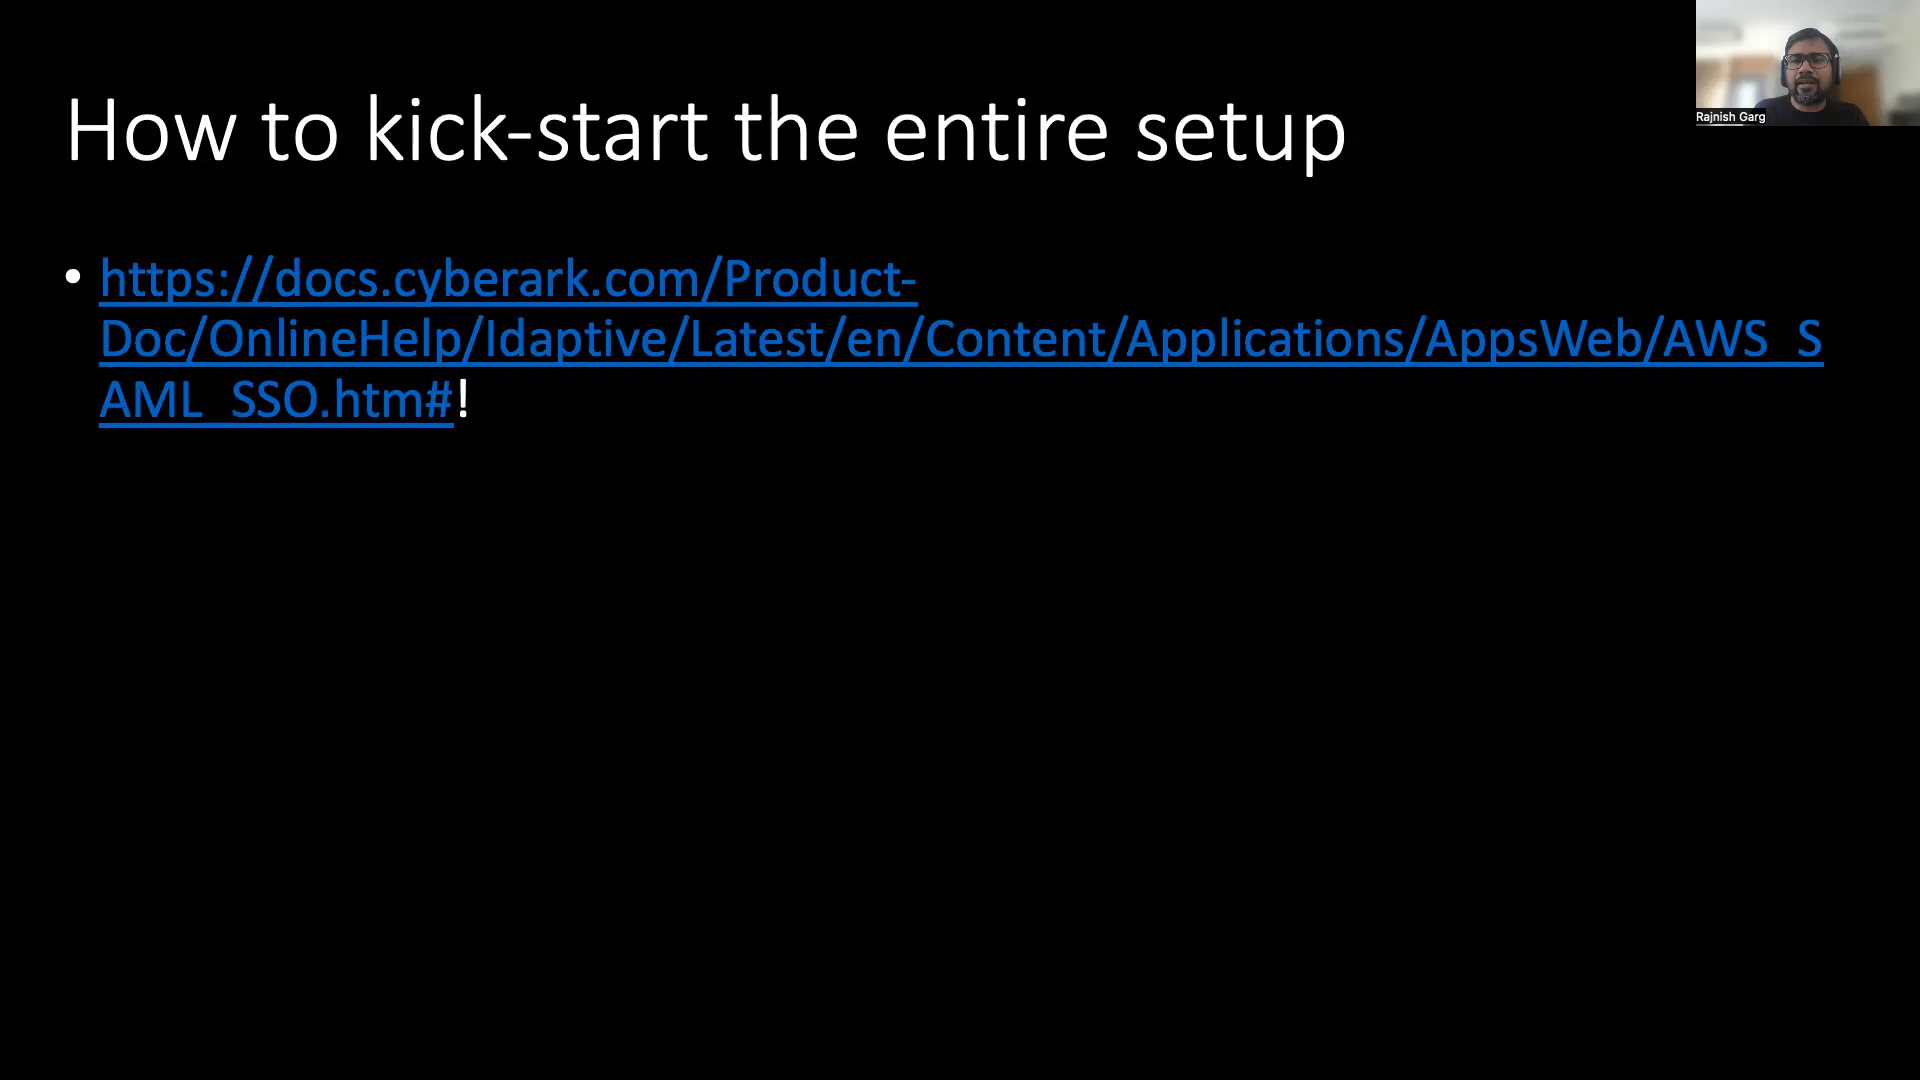 How to kick-start the entire setup
• https://docs.cyberark.com/Product-
Doc/OnlineHelp/Idaptive/Latest/en/Content/Applications/AppsWeb/AWS_S
AML_SSO.htm#!
Rajnish Garg